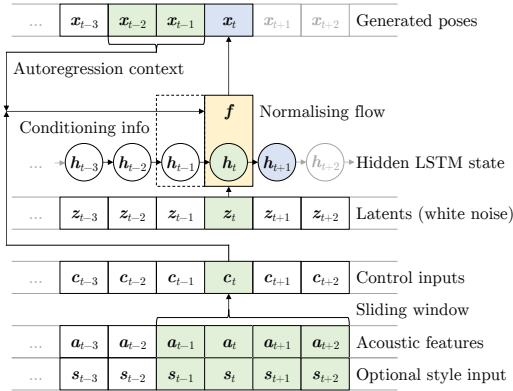 ... x_{t−3} x_{t−2} x_{t−1} x_t x_{t+1} x_{t+2} Generated poses
Autoregression context
f Normalising flow
Conditioning info
... h_{t−3} h_{t−2} h_{t−1} h_t h_{t+1} h_{t+2} Hidden LSTM state
... z_{t−3} z_{t−2} z_{t−1} z_t z_{t+1} z_{t+2} Latents (white noise)
... c_{t−3} c_{t−2} c_{t−1} c_t c_{t+1} c_{t+2} Control inputs
Sliding window
... a_{t−3} a_{t−2} a_{t−1} a_t a_{t+1} a_{t+2} Acoustic features
... s_{t−3} s_{t−2} s_{t−1} s_t s_{t+1} s_{t+2} Optional style input